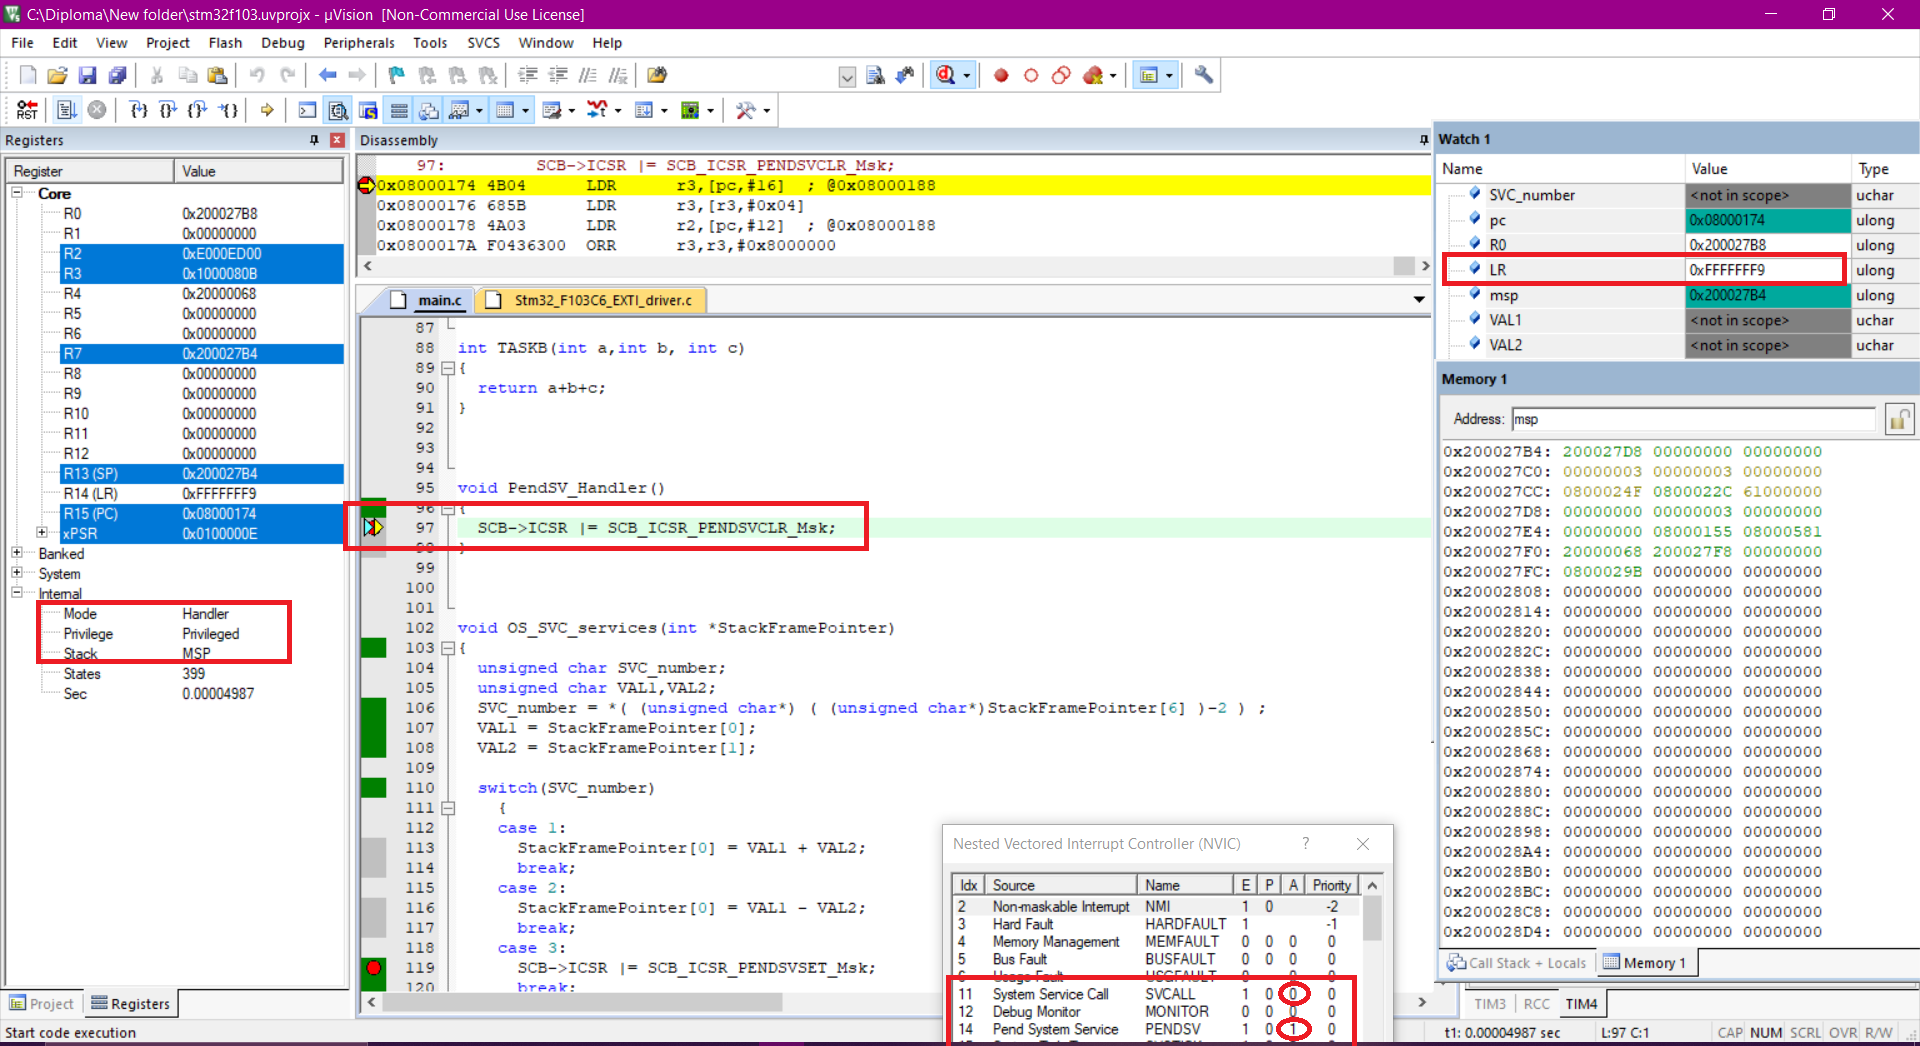 C:\Diploma\New folder\stm32f103.uvprojx - µVision [Non-Commercial Use License]
File Edit View Project Flash Debug Peripherals Tools SVCS Window Help
RST
Registers
Register Value
Core
R0 0x200027B8
R1 0x00000000
R2 0xE000ED00
R3 0x1000080B
R4 0x20000068
R5 0x00000000
R6 0x00000000
R7 0x200027B4
R8 0x00000000
R9 0x00000000
R10 0x00000000
R11 0x00000000
R12 0x00000000
R13 (SP) 0x200027B4
R14 (LR) 0xFFFFFFF9
R15 (PC) 0x08000174
xPSR 0x0100000E
Banked
System
Internal
Mode Handler
Privilege Privileged
Stack MSP
States 399
Sec 0.00004987
Project Registers
Disassembly
97: SCB->ICSR |= SCB_ICSR_PENDSVCLR_Msk;
0x08000174 4B04 LDR r3,[pc,#16] ; @0x08000188
0x08000176 685B LDR r3,[r3,#0x04]
0x08000178 4A03 LDR r2,[pc,#12] ; @0x08000188
0x0800017A F0436300 ORR r3,r3,#0x8000000
main.c Stm32_F103C6_EXTI_driver.c
87
88 int TASKB(int a,int b, int c)
89 {
90 return a+b+c;
91 }
92
93
94
95 void PendSV_Handler()
96 {
97 SCB->ICSR |= SCB_ICSR_PENDSVCLR_Msk;
98 }
99
100
101
102 void OS_SVC_services(int *StackFramePointer)
103 {
104 unsigned char SVC_number;
105 unsigned char VAL1,VAL2;
106 SVC_number = *( (unsigned char*) ( (unsigned char*)StackFramePointer[6] )-2 ) ;
107 VAL1 = StackFramePointer[0];
108 VAL2 = StackFramePointer[1];
109
110 switch(SVC_number)
111 {
112 case 1:
113 StackFramePointer[0] = VAL1 + VAL2;
114 break;
115 case 2:
116 StackFramePointer[0] = VAL1 - VAL2;
117 break;
118 case 3:
119 SCB->ICSR |= SCB_ICSR_PENDSVSET_Msk;
120 break;
Nested Vectored Interrupt Controller (NVIC) ?
Idx Source Name E P A Priority
2 Non-maskable Interrupt NMI 1 0 -2
3 Hard Fault HARDFAULT 1 -1
4 Memory Management MEMFAULT 0 0 0 0
5 Bus Fault BUSFAULT 0 0 0 0
6 Usage Fault USGFAULT 0 0 0 0
11 System Service Call SVCALL 1 0 0 0
12 Debug Monitor MONITOR 0 0 0 0
14 Pend System Service PENDSV 1 0 1 0
Watch 1
Name Value Type
SVC_number <not in scope> uchar
pc 0x08000174 ulong
R0 0x200027B8 ulong
LR 0xFFFFFFF9 ulong
msp 0x200027B4 ulong
VAL1 <not in scope> uchar
VAL2 <not in scope> uchar
Memory 1
Address: msp
0x200027B4: 200027D8 00000000 00000000
0x200027C0: 00000003 00000003 00000000
0x200027CC: 0800024F 0800022C 61000000
0x200027D8: 00000000 00000003 00000000
0x200027E4: 00000000 08000155 08000581
0x200027F0: 20000068 200027F8 00000000
0x200027FC: 0800029B 00000000 00000000
0x20002808: 00000000 00000000 00000000
0x20002814: 00000000 00000000 00000000
0x20002820: 00000000 00000000 00000000
0x2000282C: 00000000 00000000 00000000
0x20002838: 00000000 00000000 00000000
0x20002844: 00000000 00000000 00000000
0x20002850: 00000000 00000000 00000000
0x2000285C: 00000000 00000000 00000000
0x20002868: 00000000 00000000 00000000
0x20002874: 00000000 00000000 00000000
0x20002880: 00000000 00000000 00000000
0x2000288C: 00000000 00000000 00000000
0x20002898: 00000000 00000000 00000000
0x200028A4: 00000000 00000000 00000000
0x200028B0: 00000000 00000000 00000000
0x200028BC: 00000000 00000000 00000000
0x200028C8: 00000000 00000000 00000000
0x200028D4: 00000000 00000000 00000000
Call Stack + Locals Memory 1
TIM3 RCC TIM4
Start code execution
t1: 0.00004987 sec L:97 C:1 CAP NUM SCRL OVR R/W